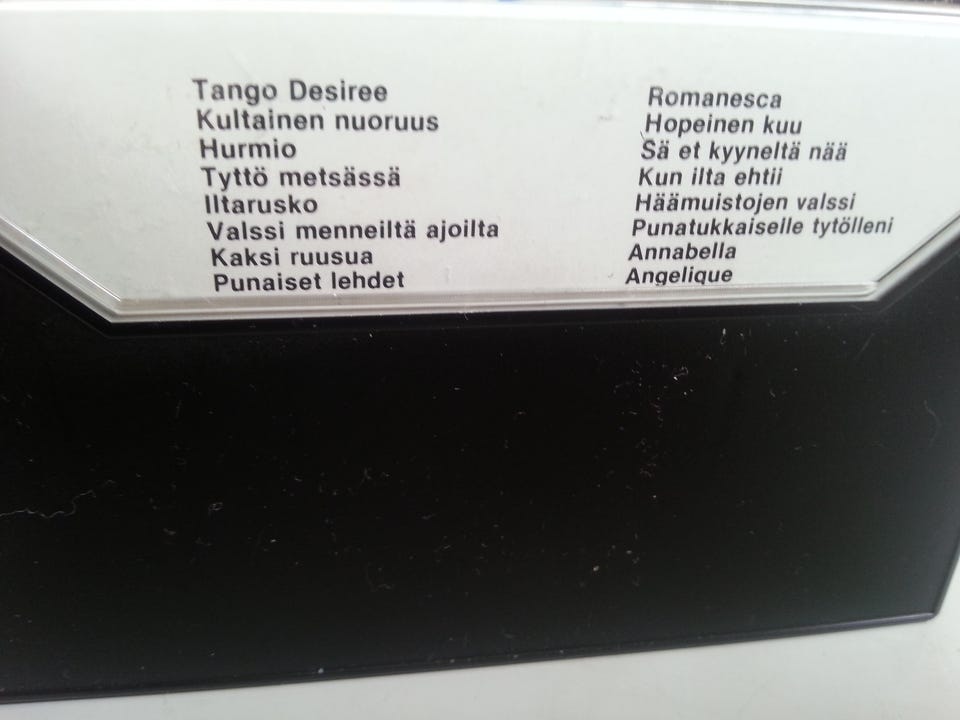 Tango Desiree
Kultainen nuoruus
Hurmio
Tyttö metsässä
Iltarusko
Valssi menneiltä ajoilta
Kaksi ruusua
Punaiset lehdet
Romanesca
Hopeinen kuu
Sä et kyyneltä nää
Kun ilta ehtii
Häämuistojen valssi
Punatukkaiselle tytölleni
Annabella
Angelique